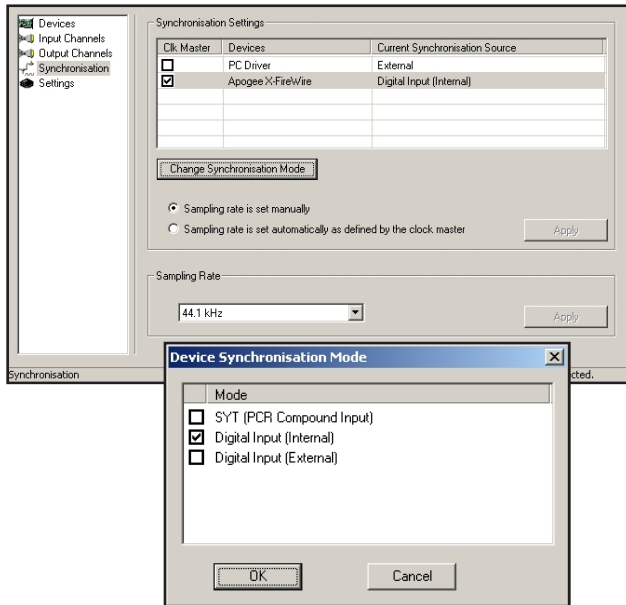 Devices
Input Channels
Output Channels
Synchronisation
Settings
Synchronisation Settings
Clk Master Devices Current Synchronisation Source
PC Driver External
Apogee X-FireWire Digital Input (Internal)
Change Synchronisation Mode
Sampling rate is set manually
Sampling rate is set automatically as defined by the clock master
Apply
Sampling Rate
44.1 kHz
Apply
Synchronisation
Device Synchronisation Mode
Mode
SYT (PCR Compound Input)
Digital Input (Internal)
Digital Input (External)
OK Cancel